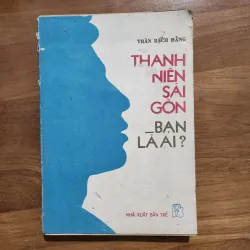 TRẦN BẠCH ĐẰNG
THANH
NIÊN SÀI
GÒN
_BẠN
LÀ AI?
NHÀ XUẤT BẢN TRẺ